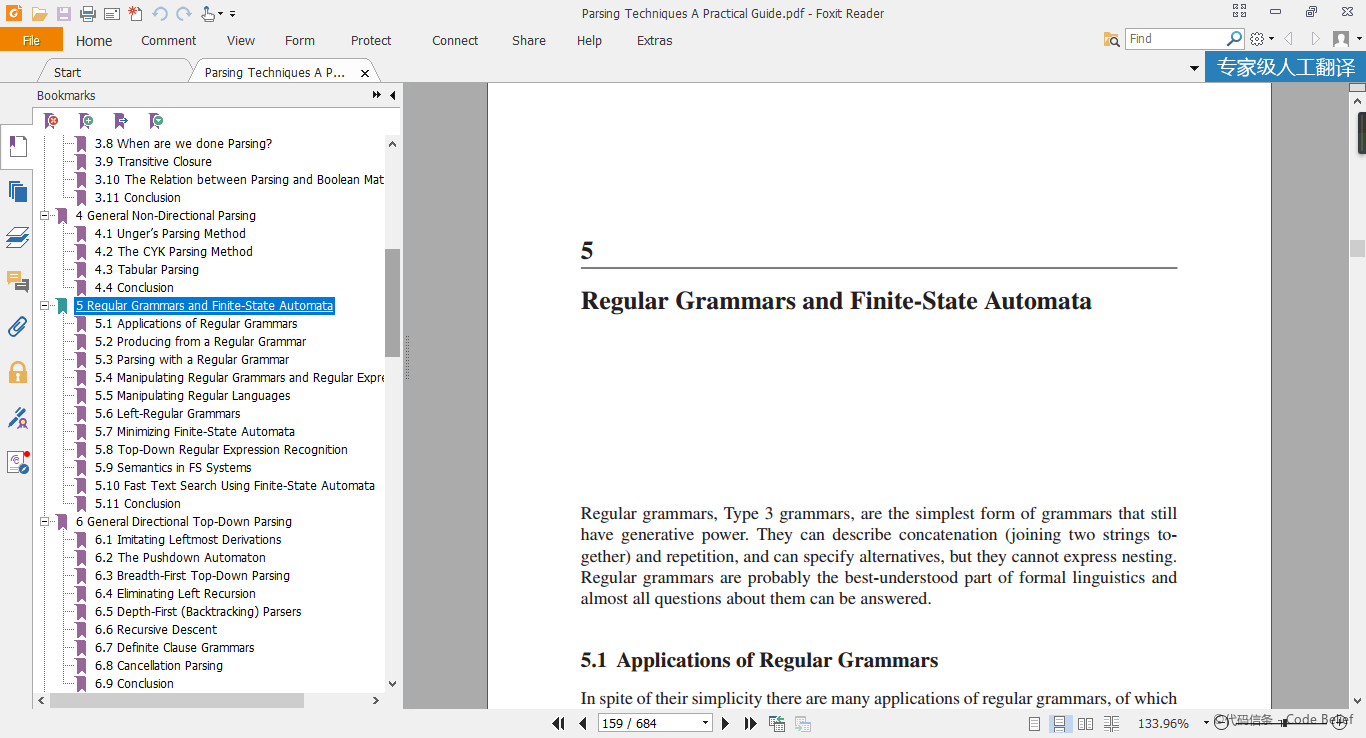 Parsing Techniques A Practical Guide.pdf - Foxit Reader
File Home Comment View Form Protect Connect Share Help Extras Find
Start Parsing Techniques A P... 专家级人工翻译
Bookmarks
3.8 When are we done Parsing?
3.9 Transitive Closure
3.10 The Relation between Parsing and Boolean Mat
3.11 Conclusion
4 General Non-Directional Parsing
4.1 Unger’s Parsing Method
4.2 The CYK Parsing Method
4.3 Tabular Parsing
4.4 Conclusion
5 Regular Grammars and Finite-State Automata
5.1 Applications of Regular Grammars
5.2 Producing from a Regular Grammar
5.3 Parsing with a Regular Grammar
5.4 Manipulating Regular Grammars and Regular Expre
5.5 Manipulating Regular Languages
5.6 Left-Regular Grammars
5.7 Minimizing Finite-State Automata
5.8 Top-Down Regular Expression Recognition
5.9 Semantics in FS Systems
5.10 Fast Text Search Using Finite-State Automata
5.11 Conclusion
6 General Directional Top-Down Parsing
6.1 Imitating Leftmost Derivations
6.2 The Pushdown Automaton
6.3 Breadth-First Top-Down Parsing
6.4 Eliminating Left Recursion
6.5 Depth-First (Backtracking) Parsers
6.6 Recursive Descent
6.7 Definite Clause Grammars
6.8 Cancellation Parsing
6.9 Conclusion
5
Regular Grammars and Finite-State Automata
Regular grammars, Type 3 grammars, are the simplest form of grammars that still
have generative power. They can describe concatenation (joining two strings to-
gether) and repetition, and can specify alternatives, but they cannot express nesting.
Regular grammars are probably the best-understood part of formal linguistics and
almost all questions about them can be answered.
5.1 Applications of Regular Grammars
In spite of their simplicity there are many applications of regular grammars, of which
159 / 684 133.96%
©代码信条 - Code Belief